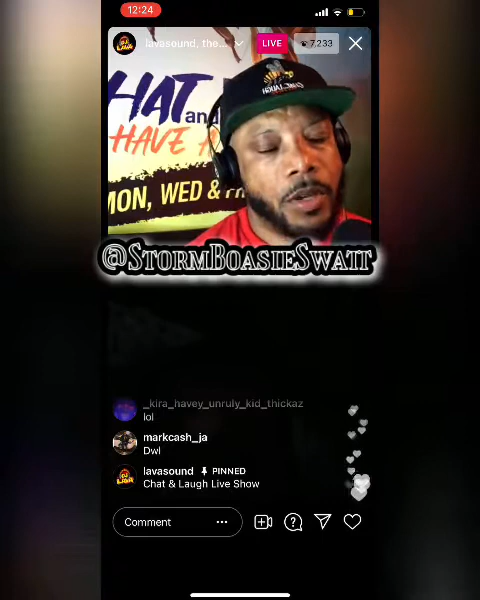 12:24
lavasound, the...
LIVE
7,233
HAT and
HAVE A
MON, WED & FR
@STORMBOASIESWATT
_kira_havey_unruly_kid_thickaz
lol
markcash_ja
Dwl
lavasound PINNED
Chat & Laugh Live Show
Comment